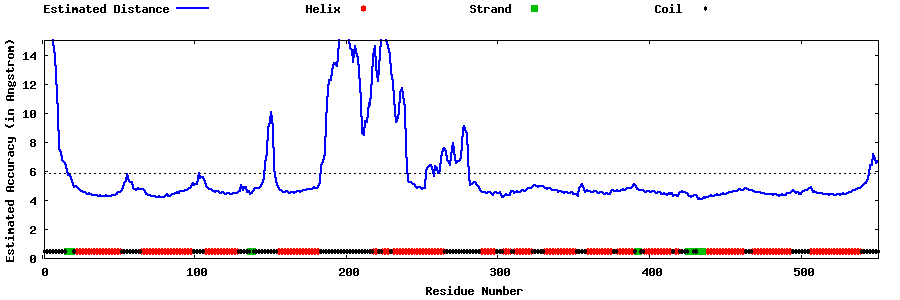 Estimated Distance Helix Strand Coil
Estimated Accuracy (in Angstrom)
14
12
10
8
6
4
2
0
0 100 200 300 400 500
Residue Number